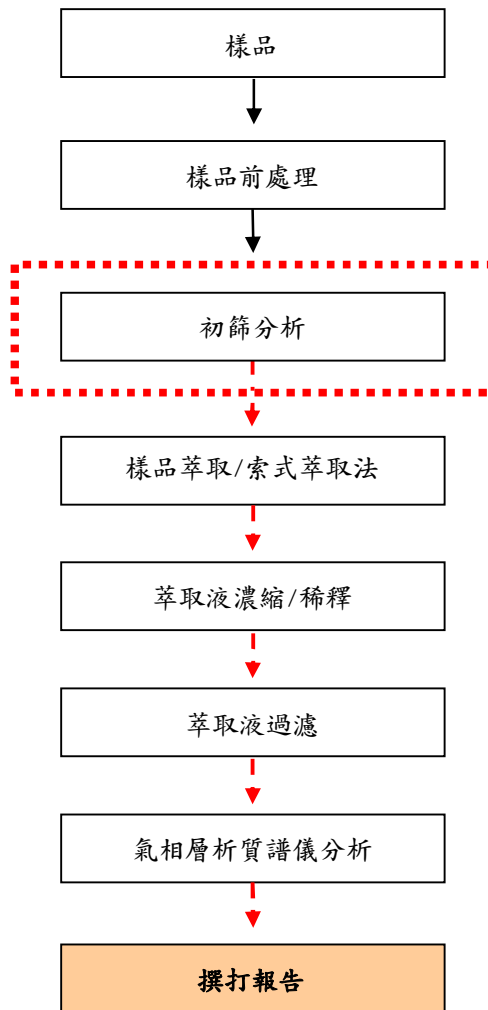 樣品
樣品前處理
初篩分析
樣品萃取/索式萃取法
萃取液濃縮/稀釋
萃取液過濾
氣相層析質譜儀分析
撰打報告